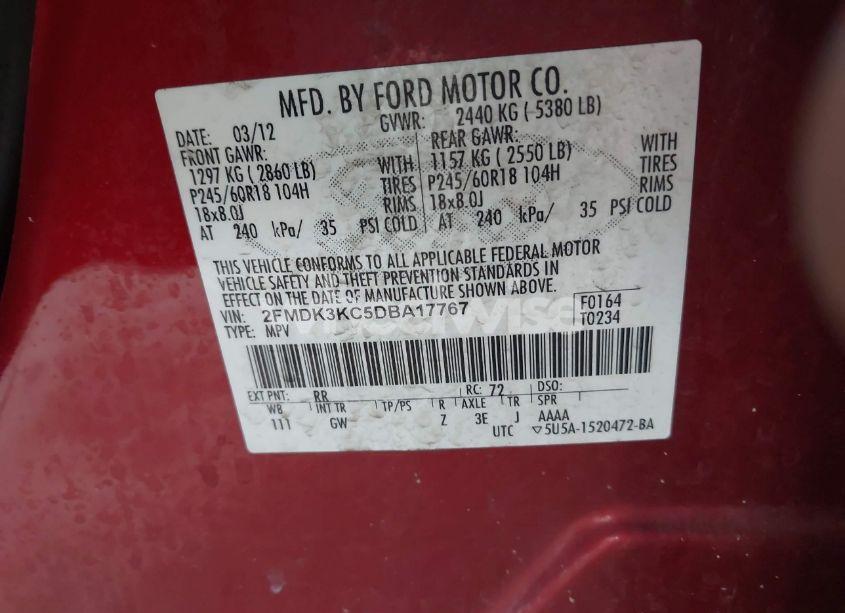 MFD. BY FORD MOTOR CO.
DATE: 03/12 GVWR: 2440 KG (-5380 LB)
FRONT GAWR: REAR GAWR:
1297 KG (2860 LB) WITH 1157 KG (2550 LB) WITH
P245/60R18 104H TIRES P245/60R18 104H TIRES
18x8.0J RIMS 18x8.0J RIMS
AT 240 kPa/ 35 PSI COLD AT 240 kPa/ 35 PSI COLD
THIS VEHICLE CONFORMS TO ALL APPLICABLE FEDERAL MOTOR
VEHICLE SAFETY AND THEFT PREVENTION STANDARDS IN
EFFECT ON THE DATE OF MANUFACTURE SHOWN ABOVE.
VIN: 2FMDK3KC5DBA17767 F0164
TYPE: MPV T0234
EXT PNT: RR RC: 72 DSO:
WB INT TR TP/PS R AXLE TR SPR
111 GW Z 3E J AAAA
UTC ▽5U5A-1520472-BA